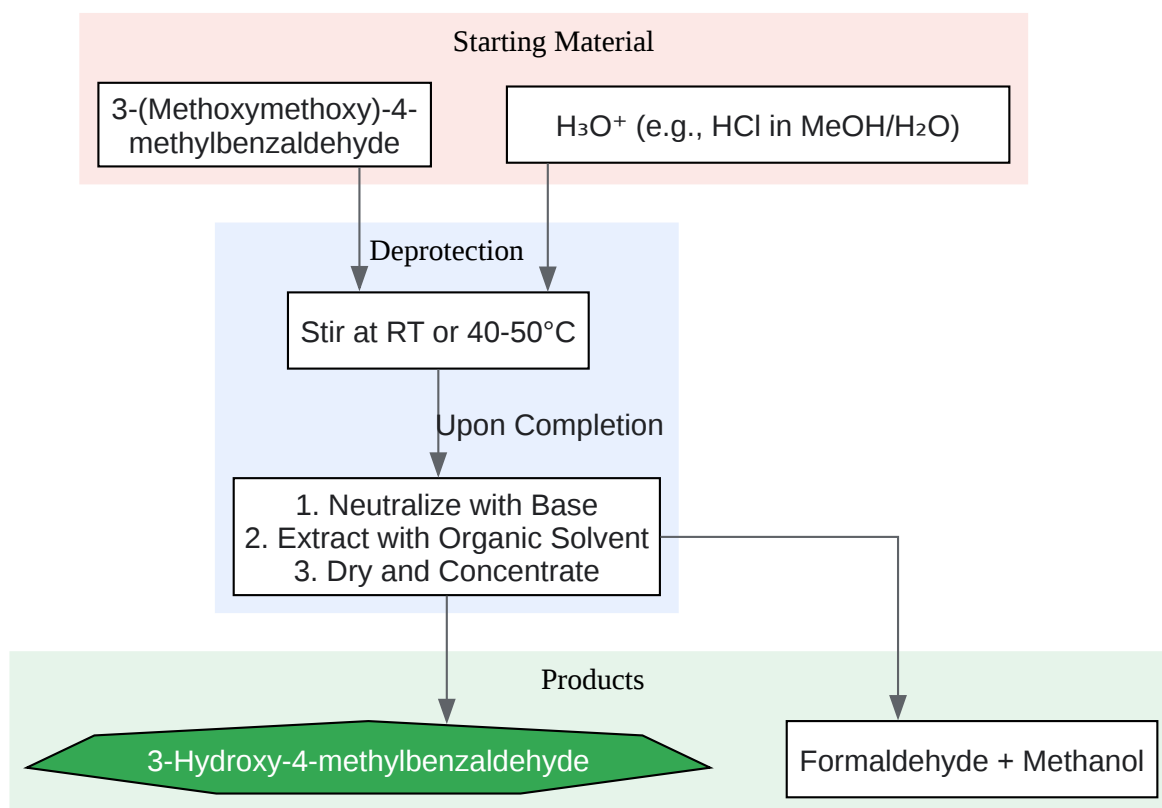 Starting Material
3-(Methoxymethoxy)-4-
methylbenzaldehyde
H₃O⁺ (e.g., HCl in MeOH/H₂O)
Deprotection
Stir at RT or 40-50°C
Upon Completion
1. Neutralize with Base
2. Extract with Organic Solvent
3. Dry and Concentrate
Products
3-Hydroxy-4-methylbenzaldehyde
Formaldehyde + Methanol